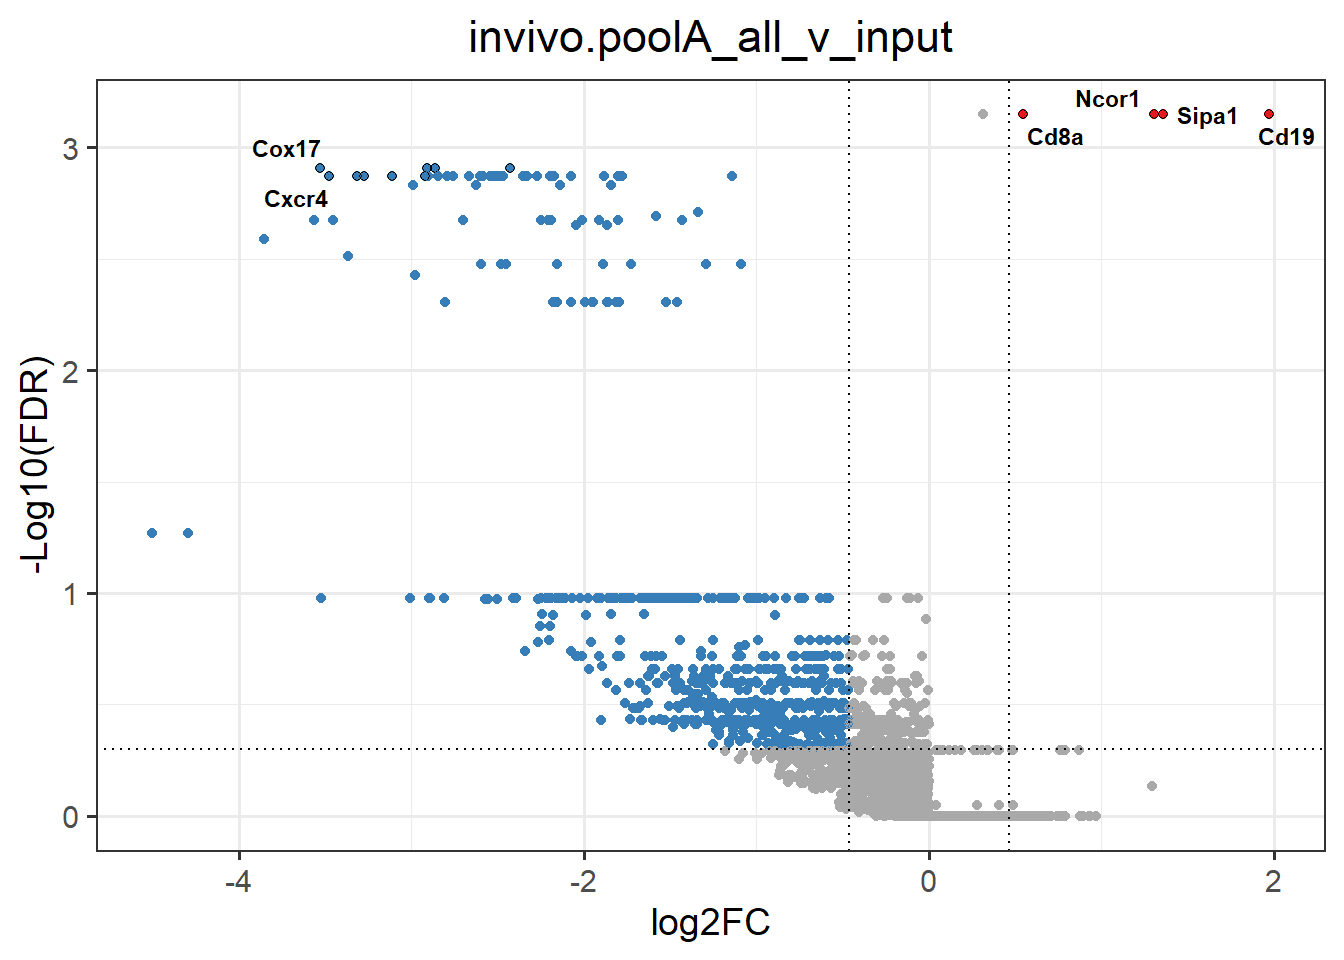 invivo.poolA_all_v_input
Ncor1
Sipa1
Cd8a
Cd19
Cox17
Cxcr4
3
2
1
0
-Log10(FDR)
-4
-2
0
2
log2FC